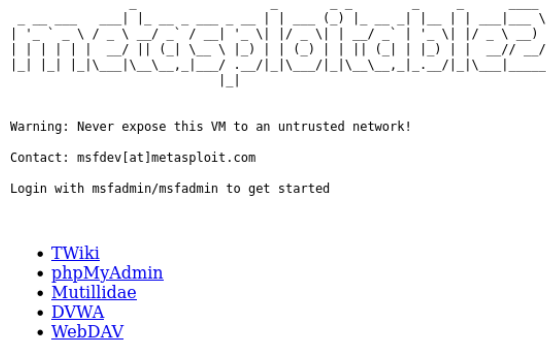 metasploitable2
Warning: Never expose this VM to an untrusted network!
Contact: msfdev[at]metasploit.com
Login with msfadmin/msfadmin to get started
TWiki
phpMyAdmin
Mutillidae
DVWA
WebDAV